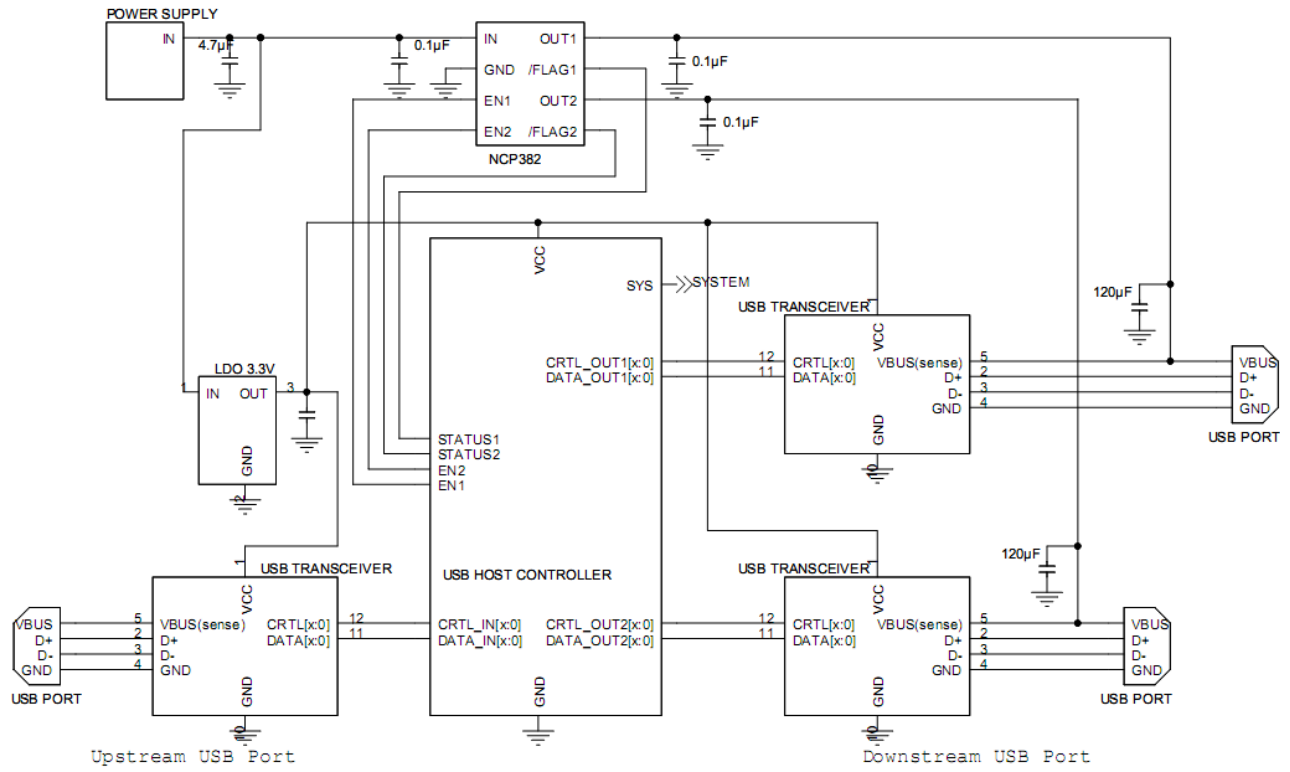 POWER SUPPLY
IN
4.7µF
0.1µF
IN
OUT1
GND
/FLAG1
EN1
OUT2
EN2
/FLAG2
NCP382
0.1µF
0.1µF
VCC
SYS
SYSTEM
120µF
USB TRANSCEIVER
1
VCC
CRTL_OUT1[x:0]
12
CRTL[x:0]
VBUS(sense)
5
VBUS
DATA_OUT1[x:0]
11
DATA[x:0]
D+
2
D+
D-
3
D-
GND
4
GND
GND
10
USB PORT
LDO 3.3V
1
IN
OUT
3
GND
2
STATUS1
STATUS2
EN2
EN1
120µF
1
USB TRANSCEIVER
USB HOST CONTROLLER
USB TRANSCEIVER
1
VCC
VCC
VBUS
5
VBUS(sense)
CRTL[x:0]
12
CRTL_IN[x:0]
CRTL_OUT2[x:0]
12
CRTL[x:0]
VBUS(sense)
5
VBUS
D+
2
D+
DATA[x:0]
11
DATA_IN[x:0]
DATA_OUT2[x:0]
11
DATA[x:0]
D+
2
D+
D-
3
D-
D-
3
D-
GND
4
GND
GND
4
GND
GND
GND
GND
USB PORT
USB PORT
10
10
Upstream USB Port
Downstream USB Port